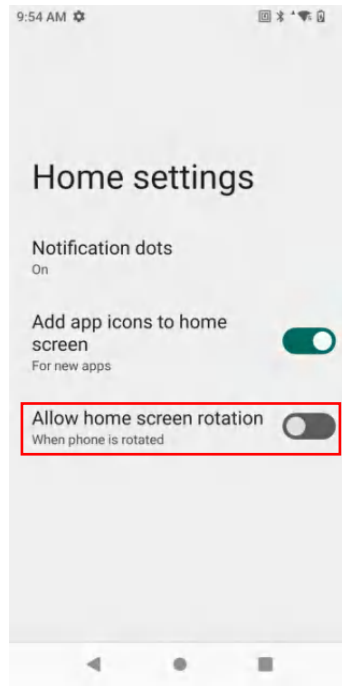 9:54 AM
Home settings
Notification dots
On
Add app icons to home
screen
For new apps
Allow home screen rotation
When phone is rotated